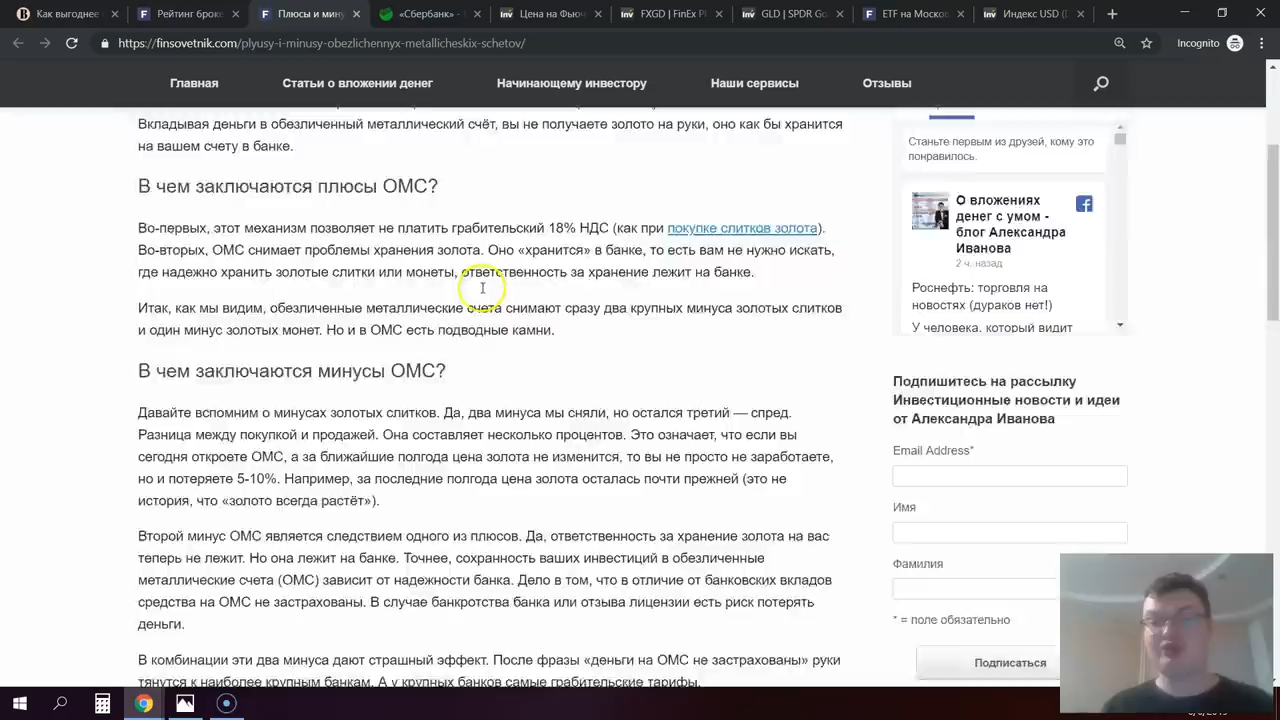 Как выгоднее
Рейтинг броке
Плюсы и мину
«Сбербанк» -
Цена на Фьюч
FXGD | FinEx
GLD | SPDR Go
ETF на Москов
Индекс USD
https://finsovetnik.com/plyusy-i-minusy-obezlichennyx-metallicheskix-schetov/
Incognito
Главная
Статьи о вложении денег
Начинающему инвестору
Наши сервисы
Отзывы
Вкладывая деньги в обезличенный металлический счёт, вы не получаете золото на руки, оно как бы хранится
на вашем счету в банке.
В чем заключаются плюсы ОМС?
Во-первых, этот механизм позволяет не платить грабительский 18% НДС (как при покупке слитков золота).
Во-вторых, ОМС снимает проблемы хранения золота. Оно «хранится» в банке, то есть вам не нужно искать,
где надежно хранить золотые слитки или монеты, ответственность за хранение лежит на банке.
Итак, как мы видим, обезличенные металлические счета снимают сразу два крупных минуса золотых слитков
и один минус золотых монет. Но и в ОМС есть подводные камни.
В чем заключаются минусы ОМС?
Давайте вспомним о минусах золотых слитков. Да, два минуса мы сняли, но остался третий — спред.
Разница между покупкой и продажей. Она составляет несколько процентов. Это означает, что если вы
сегодня откроете ОМС, а за ближайшие полгода цена золота не изменится, то вы не просто не заработаете,
но и потеряете 5-10%. Например, за последние полгода цена золота осталась почти прежней (это не
история, что «золото всегда растёт»).
Второй минус ОМС является следствием одного из плюсов. Да, ответственность за хранение золота на вас
теперь не лежит. Но она лежит на банке. Точнее, сохранность ваших инвестиций в обезличенные
металлические счета (ОМС) зависит от надежности банка. Дело в том, что в отличие от банковских вкладов
средства на ОМС не застрахованы. В случае банкротства банка или отзыва лицензии есть риск потерять
деньги.
В комбинации эти два минуса дают страшный эффект. После фразы «деньги на ОМС не застрахованы» руки
тянутся к наиболее крупным банкам. А у крупных банков самые грабительские тарифы.
Станьте первым из друзей, кому это
понравилось.
О вложениях
денег с умом -
блог Александра
Иванова
2 ч. назад
Роснефть: торговля на
новостях (дураков нет!)
У человека, который видит
Подпишитесь на рассылку
Инвестиционные новости и идеи
от Александра Иванова
Email Address*
Имя
Фамилия
* = поле обязательно
Подписаться